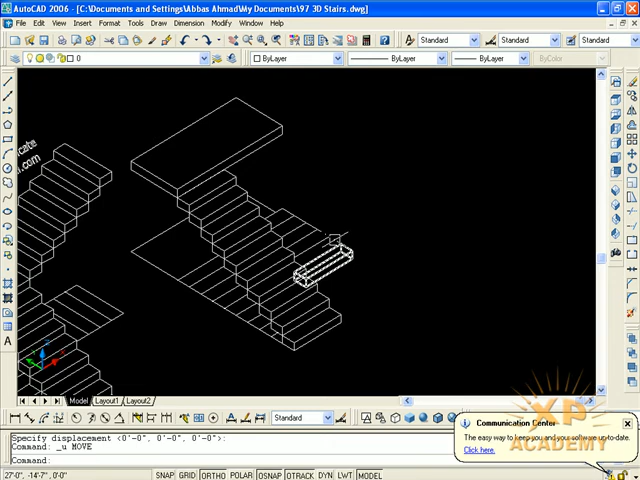 AutoCAD 2006 - [C:\Documents and Settings\Abbas Ahmad\My Documents\97 3D Stairs.dwg]
File Edit View Insert Format Tools Draw Dimension Modify Window Help
Standard Standard Standard
0 ByLayer ByLayer ByLayer ByColor
cate
.com
Model Layout1 Layout2
Standard
Specify displacement <0'-0", 0'-0", 0'-0">:
Command: _u MOVE
Command:
27'-0", -14'-7", 0'-0" SNAP GRID ORTHO POLAR OSNAP OTRACK DYN LWT MODEL
Communication Center
The easy way to keep you and your software up-to-date.
Click here.
XP
ACADEMY